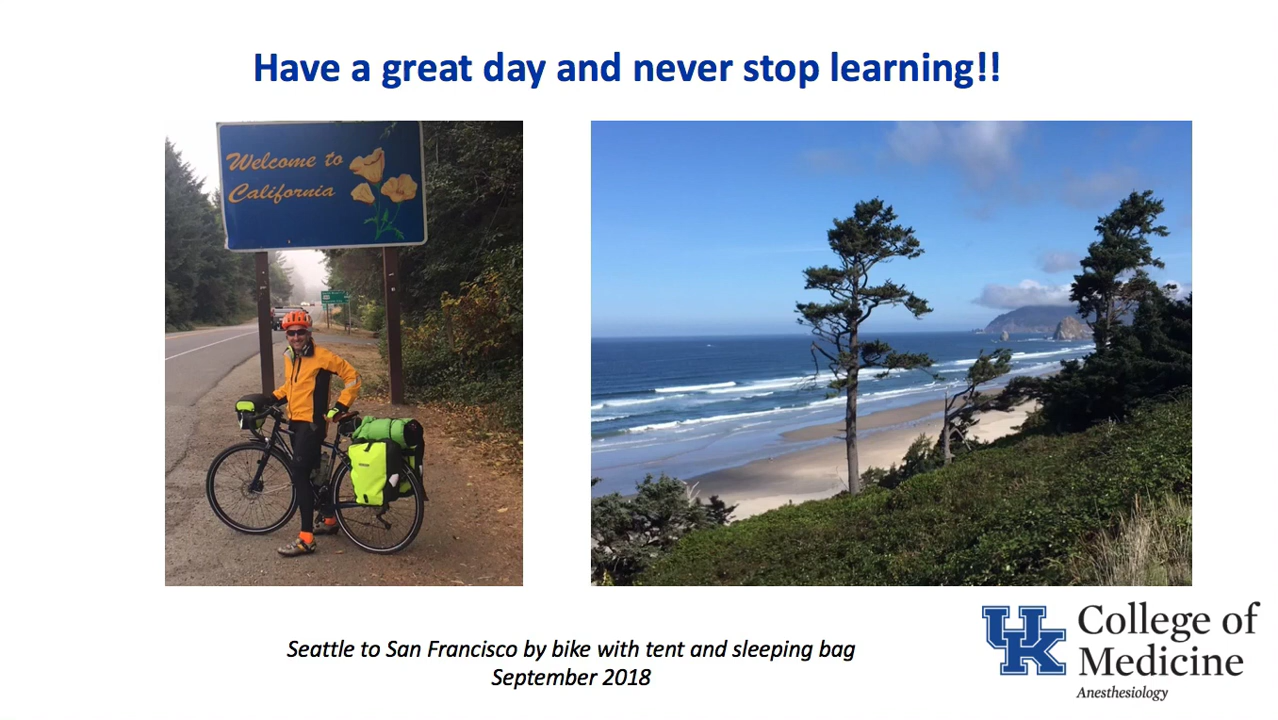 Have a great day and never stop learning!!
Welcome to
California
Seattle to San Francisco by bike with tent and sleeping bag
September 2018
UK
College of
Medicine
Anesthesiology